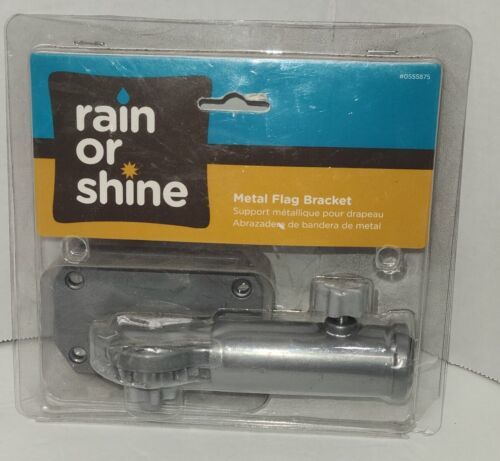 #0555875
rain
or
shine
Metal Flag Bracket
Support métallique pour drapeau
Abrazadera de bandera de metal